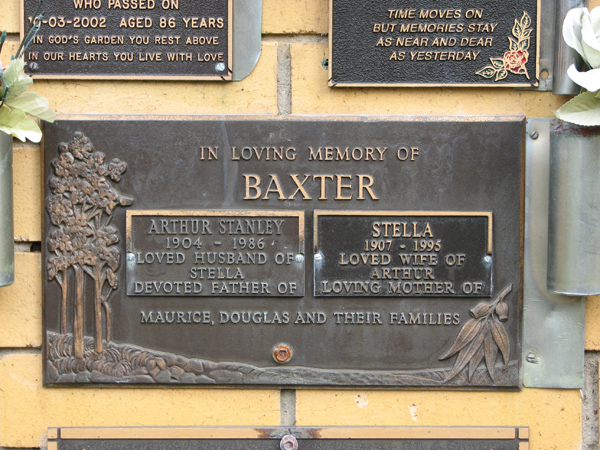 WHO PASSED ON
-03-2002 AGED 86 YEARS
IN GOD'S GARDEN YOU REST ABOVE
IN OUR HEARTS YOU LIVE WITH LOVE
TIME MOVES ON
BUT MEMORIES STAY
AS NEAR AND DEAR
AS YESTERDAY
IN LOVING MEMORY OF
BAXTER
ARTHUR STANLEY
1904 - 1986
LOVED HUSBAND OF
STELLA
DEVOTED FATHER OF
STELLA
1907 - 1995
LOVED WIFE OF
ARTHUR
LOVING MOTHER OF
MAURICE, DOUGLAS AND THEIR FAMILIES